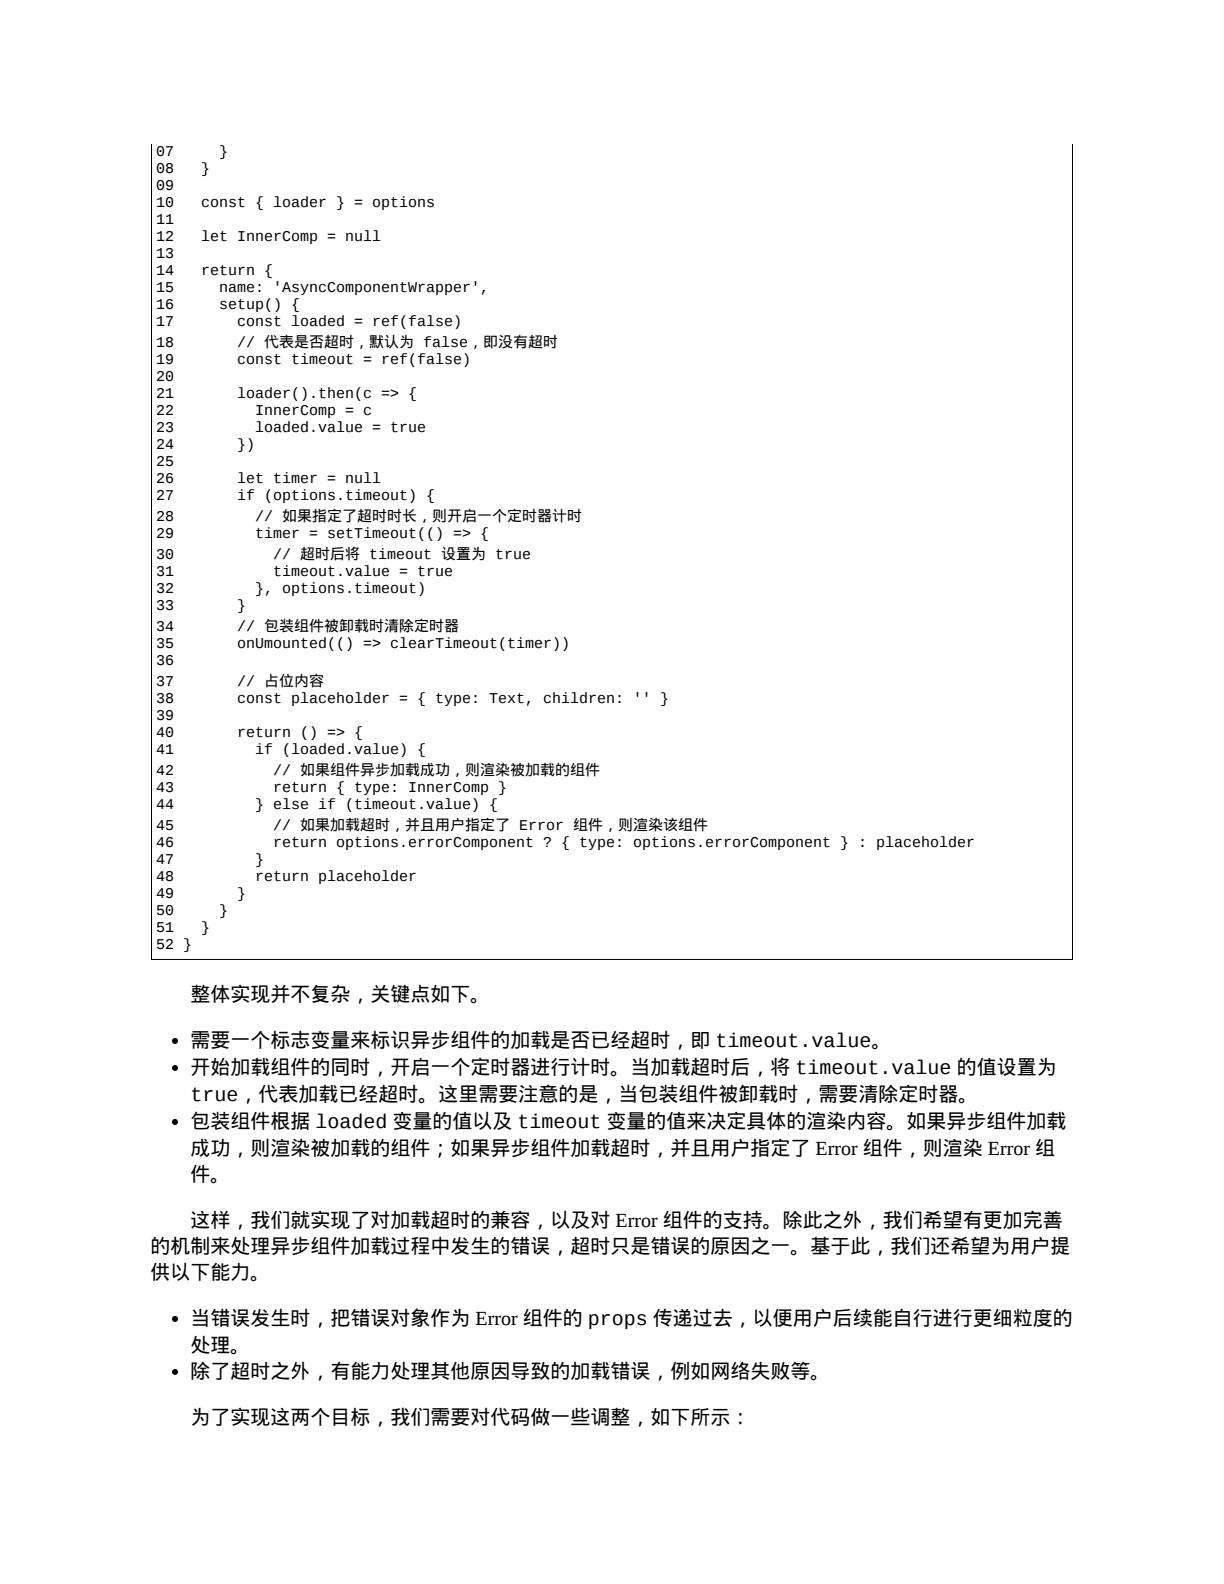 07     }
08   }
09
10   const { loader } = options
11
12   let InnerComp = null
13
14   return {
15     name: 'AsyncComponentWrapper',
16     setup() {
17       const loaded = ref(false)
18       // 代表是否超时，默认为 false，即没有超时
19       const timeout = ref(false)
20
21       loader().then(c => {
22         InnerComp = c
23         loaded.value = true
24       })
25
26       let timer = null
27       if (options.timeout) {
28         // 如果指定了超时时长，则开启一个定时器计时
29         timer = setTimeout(() => {
30           // 超时后将 timeout 设置为 true
31           timeout.value = true
32         }, options.timeout)
33       }
34       // 包装组件被卸载时清除定时器
35       onUmounted(() => clearTimeout(timer))
36
37       // 占位内容
38       const placeholder = { type: Text, children: '' }
39
40       return () => {
41         if (loaded.value) {
42           // 如果组件异步加载成功，则渲染被加载的组件
43           return { type: InnerComp }
44         } else if (timeout.value) {
45           // 如果加载超时，并且用户指定了 Error 组件，则渲染该组件
46           return options.errorComponent ? { type: options.errorComponent } : placeholder
47         }
48         return placeholder
49       }
50     }
51   }
52 }
整体实现并不复杂，关键点如下。
• 需要一个标志变量来标识异步组件的加载是否已经超时，即 timeout.value。
• 开始加载组件的同时，开启一个定时器进行计时。当加载超时后，将 timeout.value 的值设置为
true，代表加载已经超时。这里需要注意的是，当包装组件被卸载时，需要清除定时器。
• 包装组件根据 loaded 变量的值以及 timeout 变量的值来决定具体的渲染内容。如果异步组件加载
成功，则渲染被加载的组件；如果异步组件加载超时，并且用户指定了 Error 组件，则渲染 Error 组
件。
这样，我们就实现了对加载超时的兼容，以及对 Error 组件的支持。除此之外，我们希望有更加完善
的机制来处理异步组件加载过程中发生的错误，超时只是错误的原因之一。基于此，我们还希望为用户提
供以下能力。
• 当错误发生时，把错误对象作为 Error 组件的 props 传递过去，以便用户后续能自行进行更细粒度的
处理。
• 除了超时之外，有能力处理其他原因导致的加载错误，例如网络失败等。
为了实现这两个目标，我们需要对代码做一些调整，如下所示：